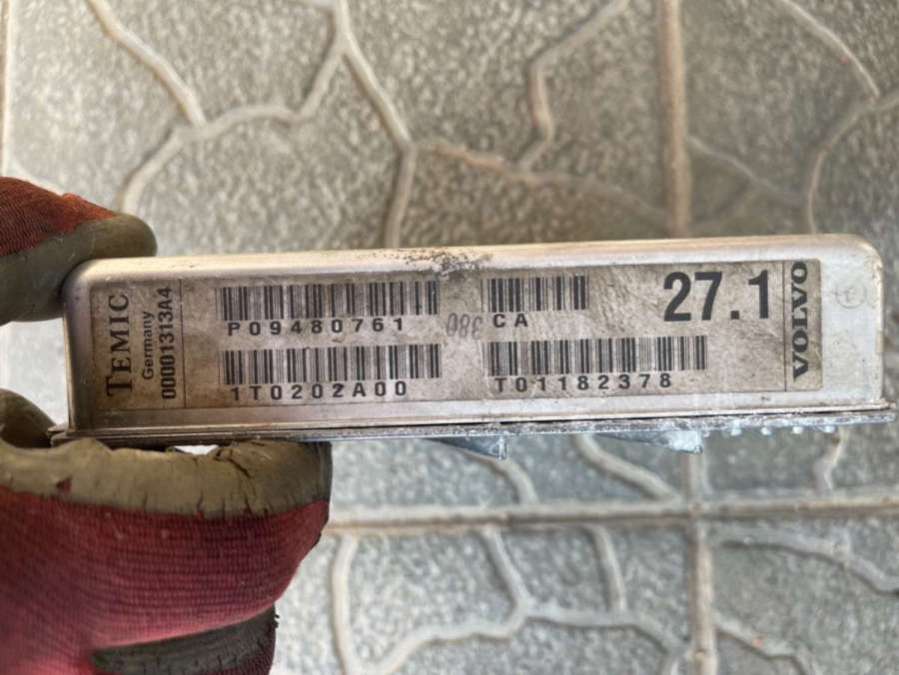 TEMIC
Germany
00001313A4
P09480761
CA
27.1
VOLVO
1T0202A00
T01182378